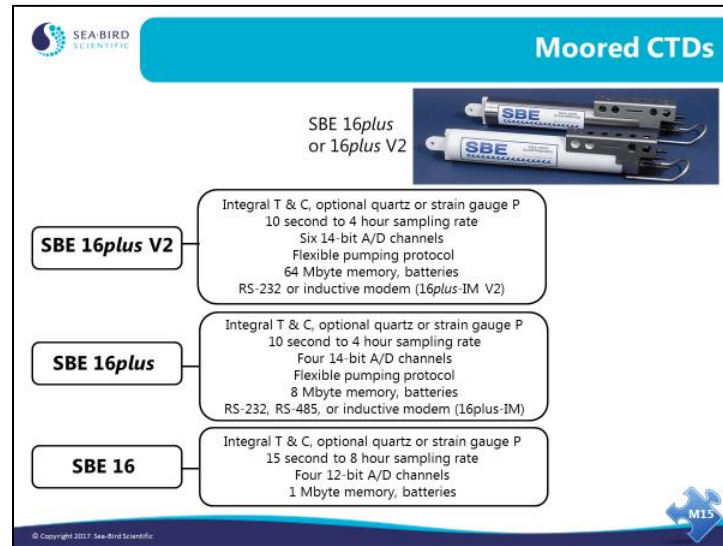 SEA-BIRD
SCIENTIFIC
Moored CTDs
SBE 16plus
or 16plus V2
SBE
SBE
SBE 16plus V2
Integral T & C, optional quartz or strain gauge P
10 second to 4 hour sampling rate
Six 14-bit A/D channels
Flexible pumping protocol
64 Mbyte memory, batteries
RS-232 or inductive modem (16plus-IM V2)
SBE 16plus
Integral T & C, optional quartz or strain gauge P
10 second to 4 hour sampling rate
Four 14-bit A/D channels
Flexible pumping protocol
8 Mbyte memory, batteries
RS-232, RS-485, or inductive modem (16plus-IM)
SBE 16
Integral T & C, optional quartz or strain gauge P
15 second to 8 hour sampling rate
Four 12-bit A/D channels
1 Mbyte memory, batteries
M15
© Copyright 2017 Sea-Bird Scientific